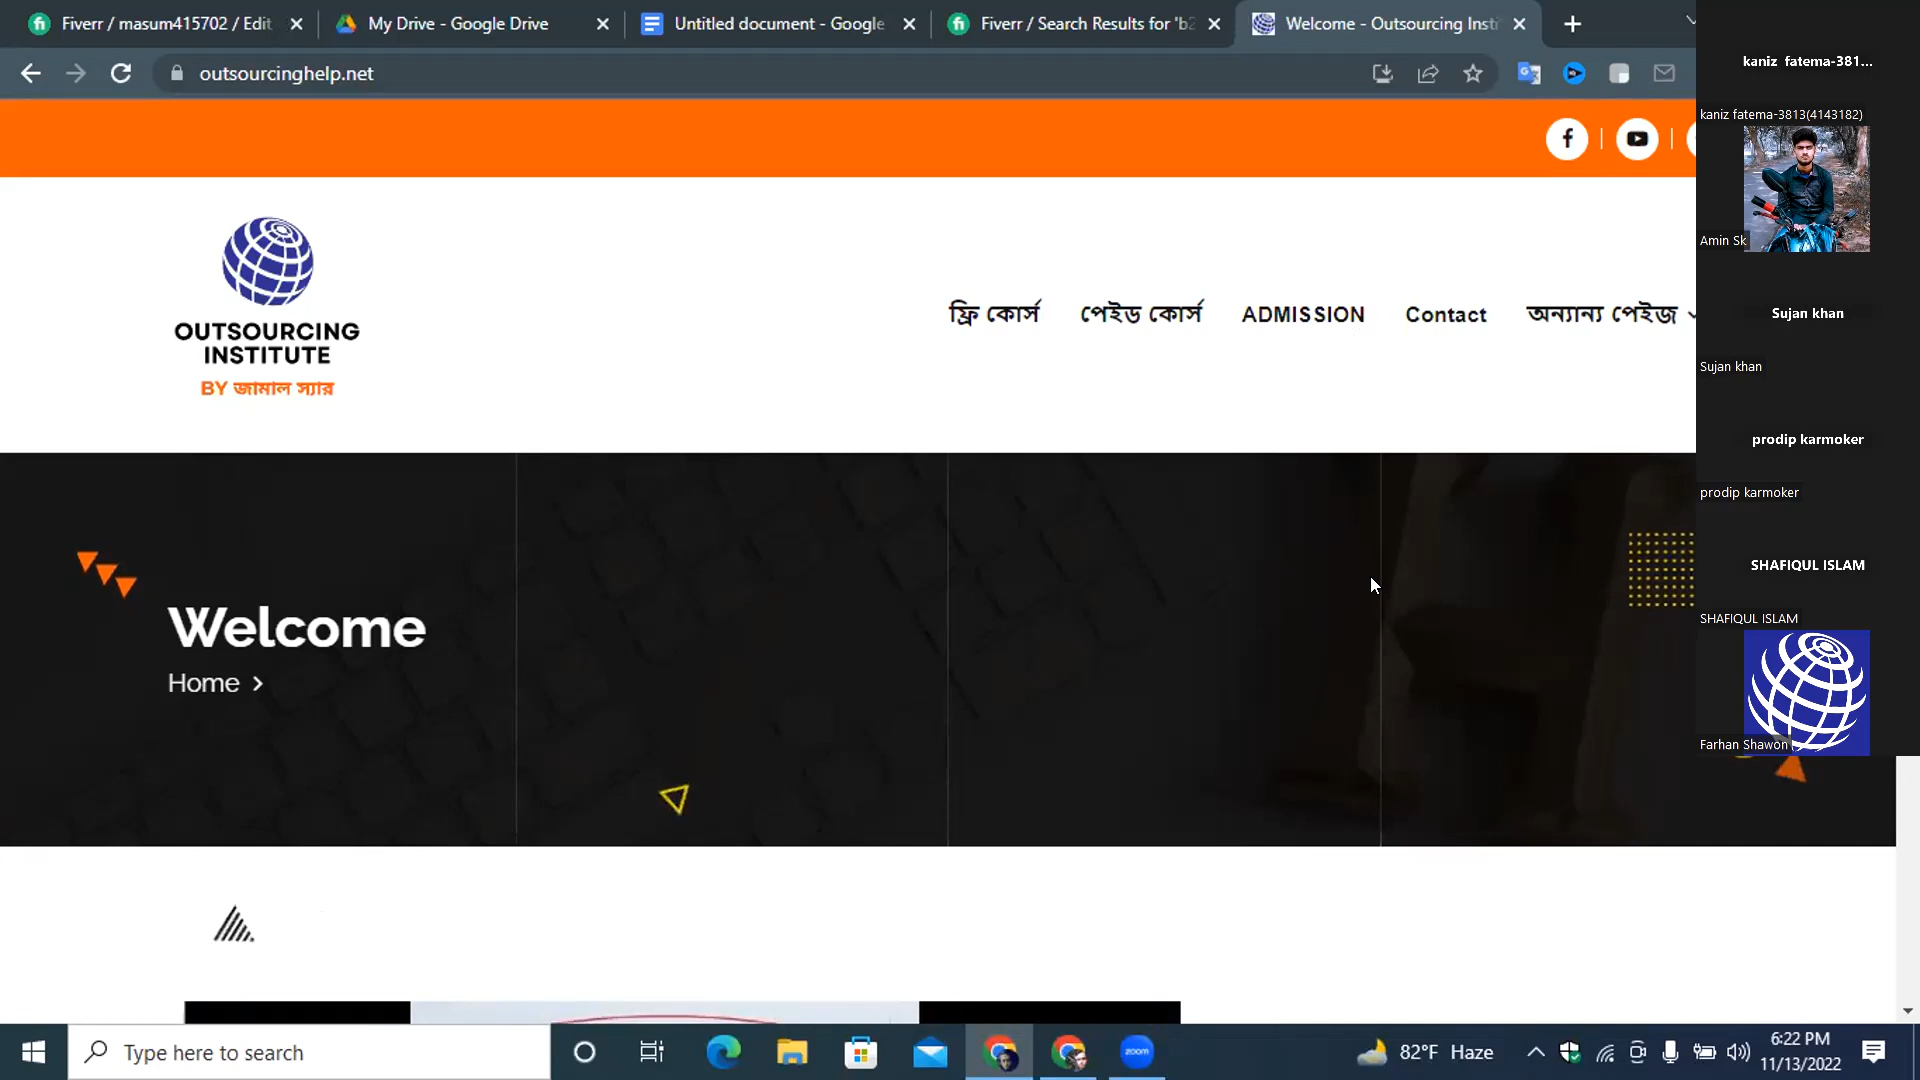 Fiverr / masum415702 / Edit
My Drive - Google Drive
Untitled document - Google
Fiverr / Search Results for 'b2
Welcome - Outsourcing Insti
outsourcinghelp.net
OUTSOURCING
INSTITUTE
BY জামাল স্যার
ফ্রি কোর্স
পেইড কোর্স
ADMISSION
Contact
অন্যান্য পেইজ
Welcome
Home >
kaniz fatema-381...
kaniz fatema-3813(4143182)
Amin Sk
Sujan khan
Sujan khan
prodip karmoker
prodip karmoker
SHAFIQUL ISLAM
SHAFIQUL ISLAM
Farhan Shawon
Type here to search
zoom
82°F Haze
6:22 PM
11/13/2022